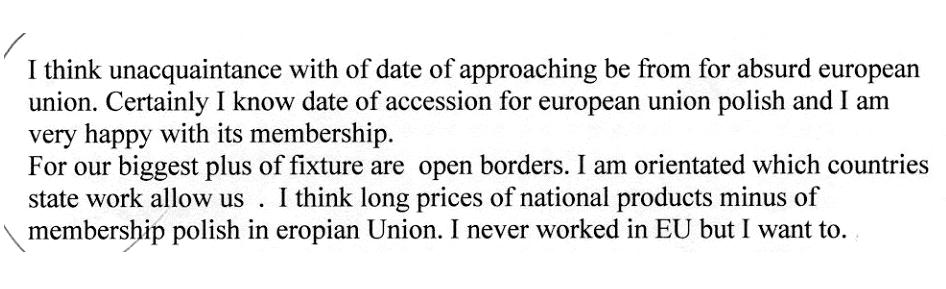 I think unacquaintance with of date of approaching be from for absurd european
union. Certainly I know date of accession for european union polish and I am
very happy with its membership.
For our biggest plus of fixture are open borders. I am orientated which countries
state work allow us . I think long prices of national products minus of
membership polish in eropian Union. I never worked in EU but I want to.